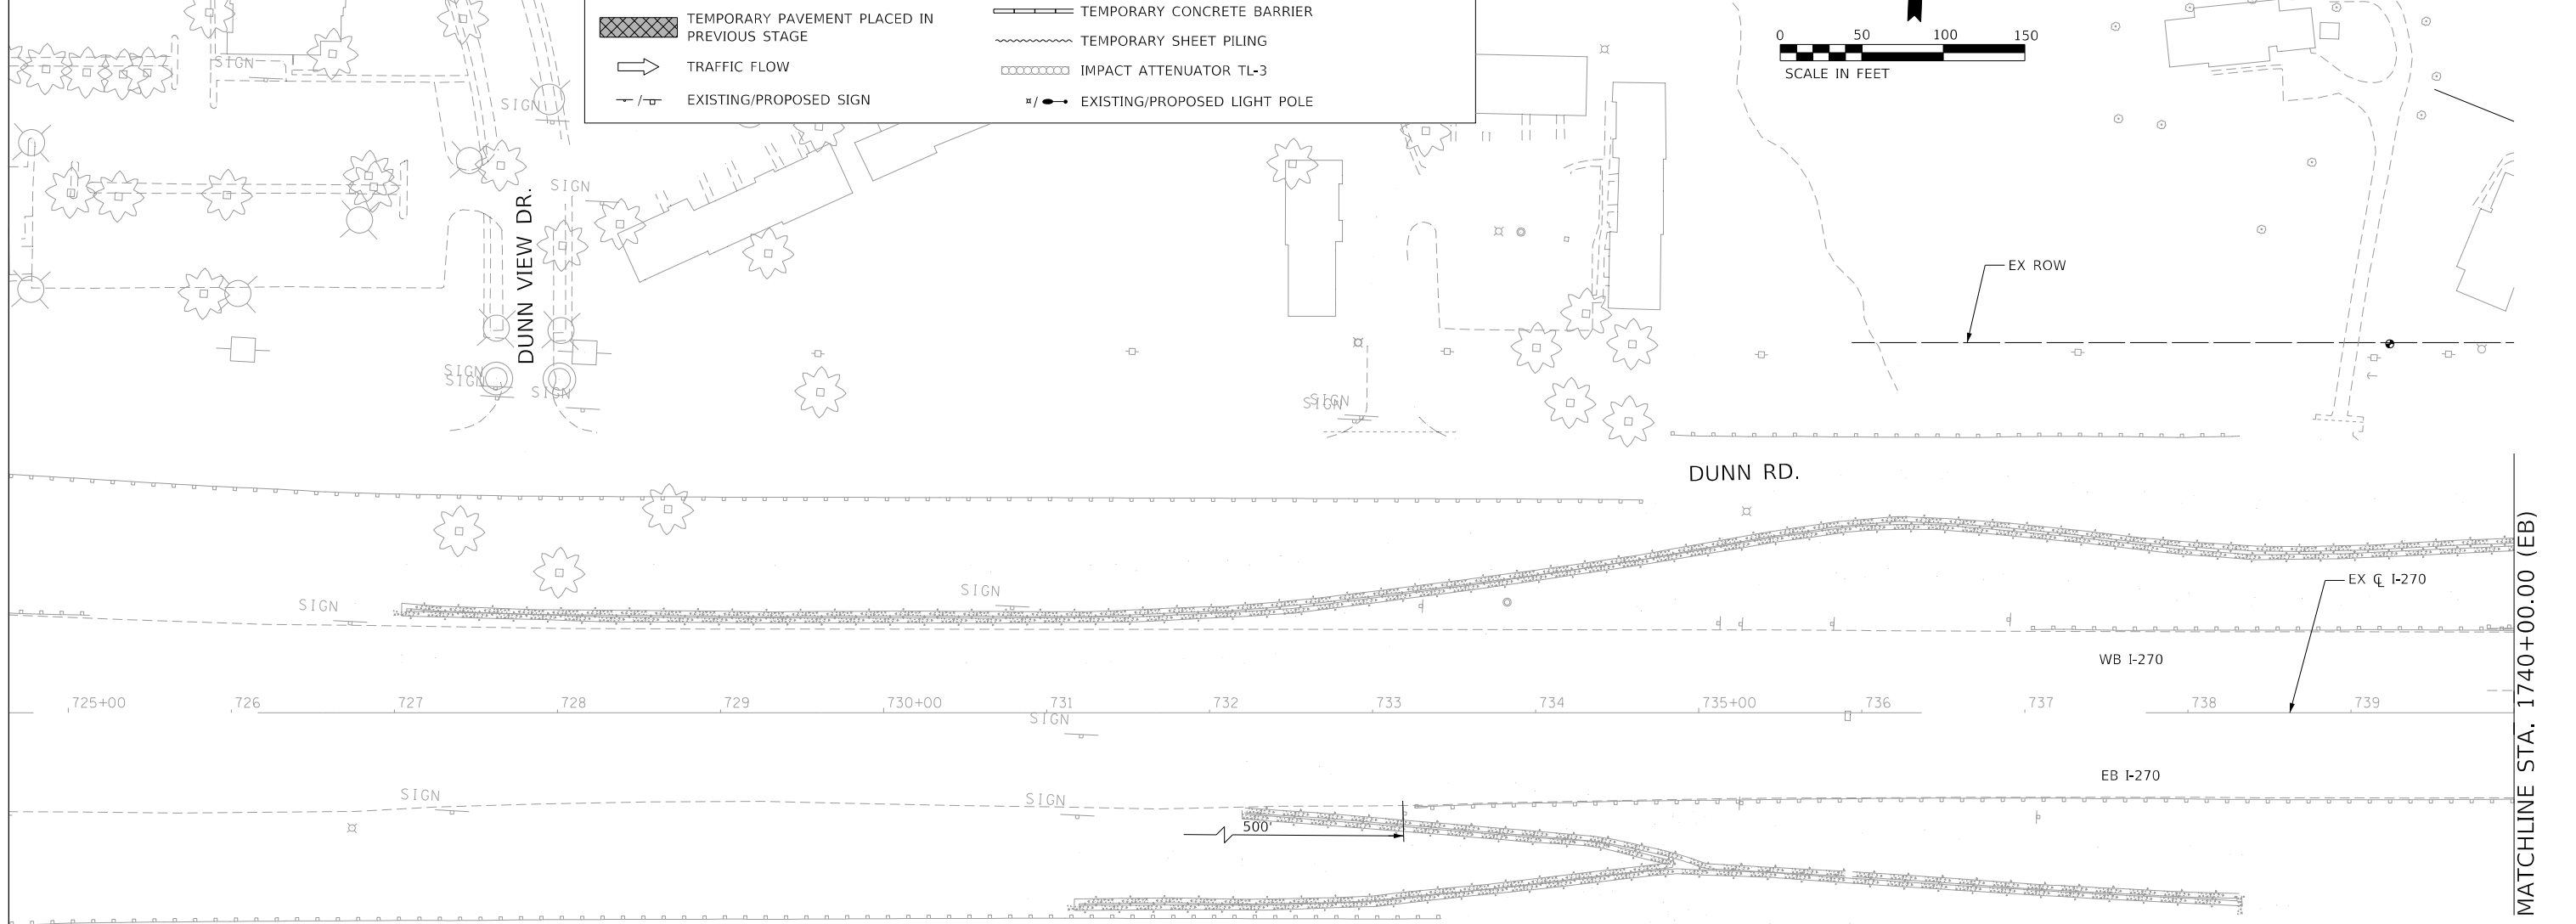 TEMPORARY PAVEMENT PLACED IN
PREVIOUS STAGE
TRAFFIC FLOW
EXISTING/PROPOSED SIGN
TEMPORARY CONCRETE BARRIER
TEMPORARY SHEET PILING
IMPACT ATTENUATOR TL-3
EXISTING/PROPOSED LIGHT POLE
0 50 100 150
SCALE IN FEET
SIGN
SIGN
SIGN
DUNN VIEW DR.
EX ROW
SIGN
SIGN
SIGN
SIGN
SIGN
DUNN RD.
SIGN
SIGN
EX ℄ I-270
WB I-270
725+00 726 727 728 729 730+00 731 732 733 734 735+00 736 737 738 739
SIGN
EB I-270
SIGN
SIGN
500'
MATCHLINE STA. 1740+00.00 (EB)